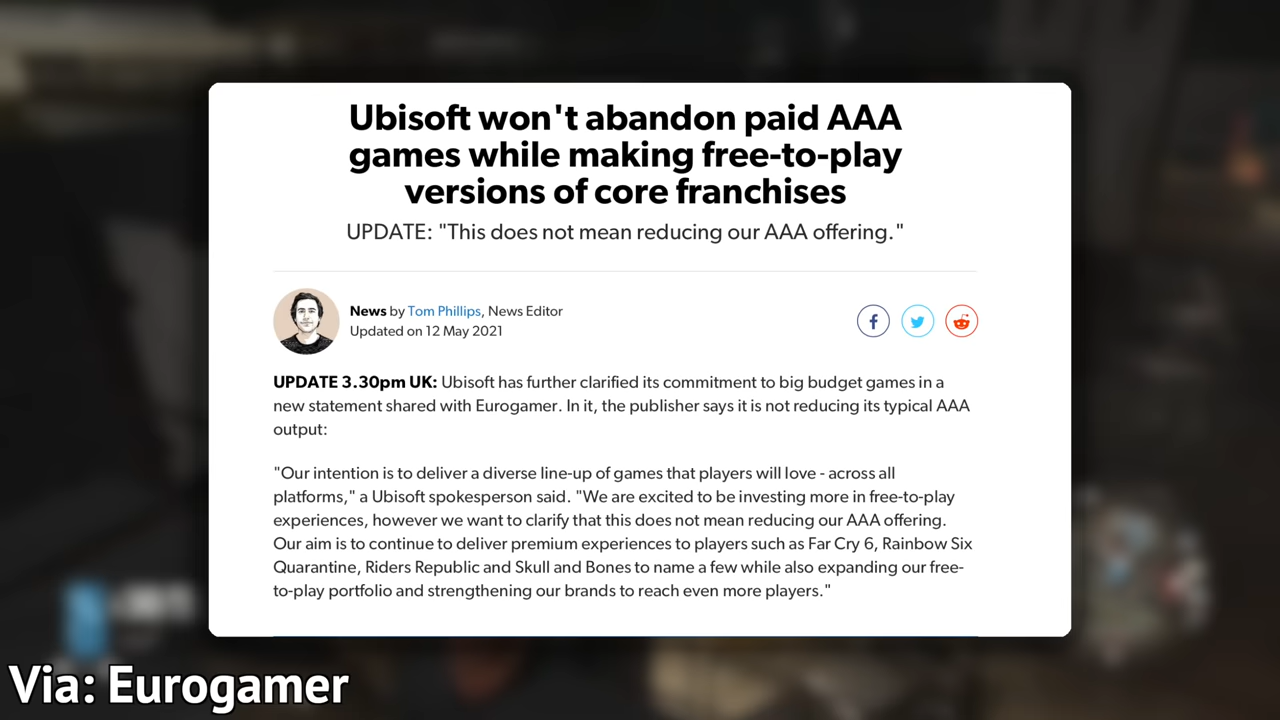 Ubisoft won't abandon paid AAA
games while making free-to-play
versions of core franchises
UPDATE: "This does not mean reducing our AAA offering."
News by Tom Phillips, News Editor
Updated on 12 May 2021
UPDATE 3.30pm UK: Ubisoft has further clarified its commitment to big budget games in a
new statement shared with Eurogamer. In it, the publisher says it is not reducing its typical AAA
output:
"Our intention is to deliver a diverse line-up of games that players will love - across all
platforms," a Ubisoft spokesperson said. "We are excited to be investing more in free-to-play
experiences, however we want to clarify that this does not mean reducing our AAA offering.
Our aim is to continue to deliver premium experiences to players such as Far Cry 6, Rainbow Six
Quarantine, Riders Republic and Skull and Bones to name a few while also expanding our free-
to-play portfolio and strengthening our brands to reach even more players."
Via: Eurogamer